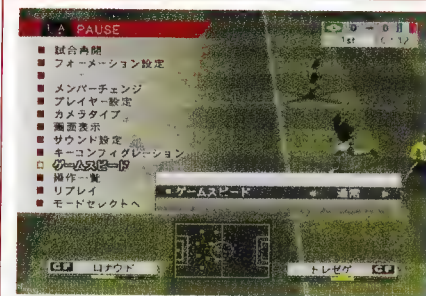 PAUSE
0 - 0
1st 0:12
試合再開
フォーメーション設定
メンバーチェンジ
プレイヤー設定
カメラタイプ
画面表示
サウンド設定
キーコンフィグレーション
ゲームスピード
操作一覧
リプレイ
モードセレクトへ
ゲームスピード 通常
CF ロナウド
トレゼゲ CF